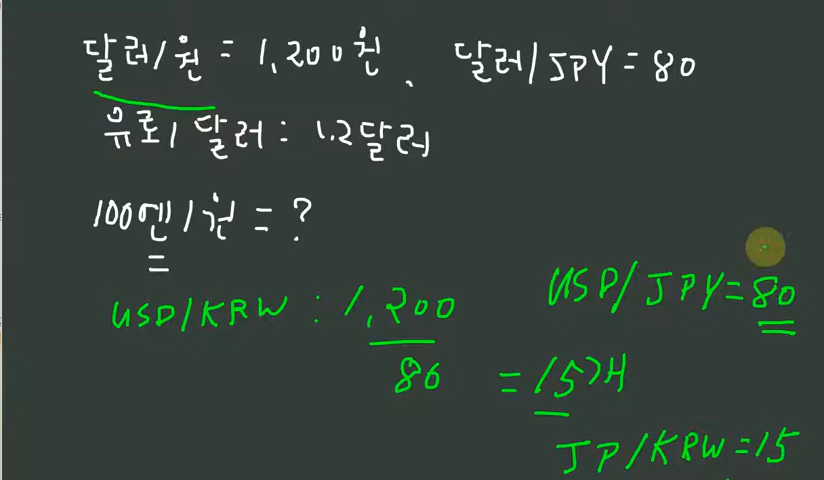 달러/원 = 1,200원, 달러/JPY = 80
유로/달러 : 1.2달러
100엔/원 = ?
USD/KRW : 1,200
80
USD/JPY = 80
= 15개
JP/KRW = 15